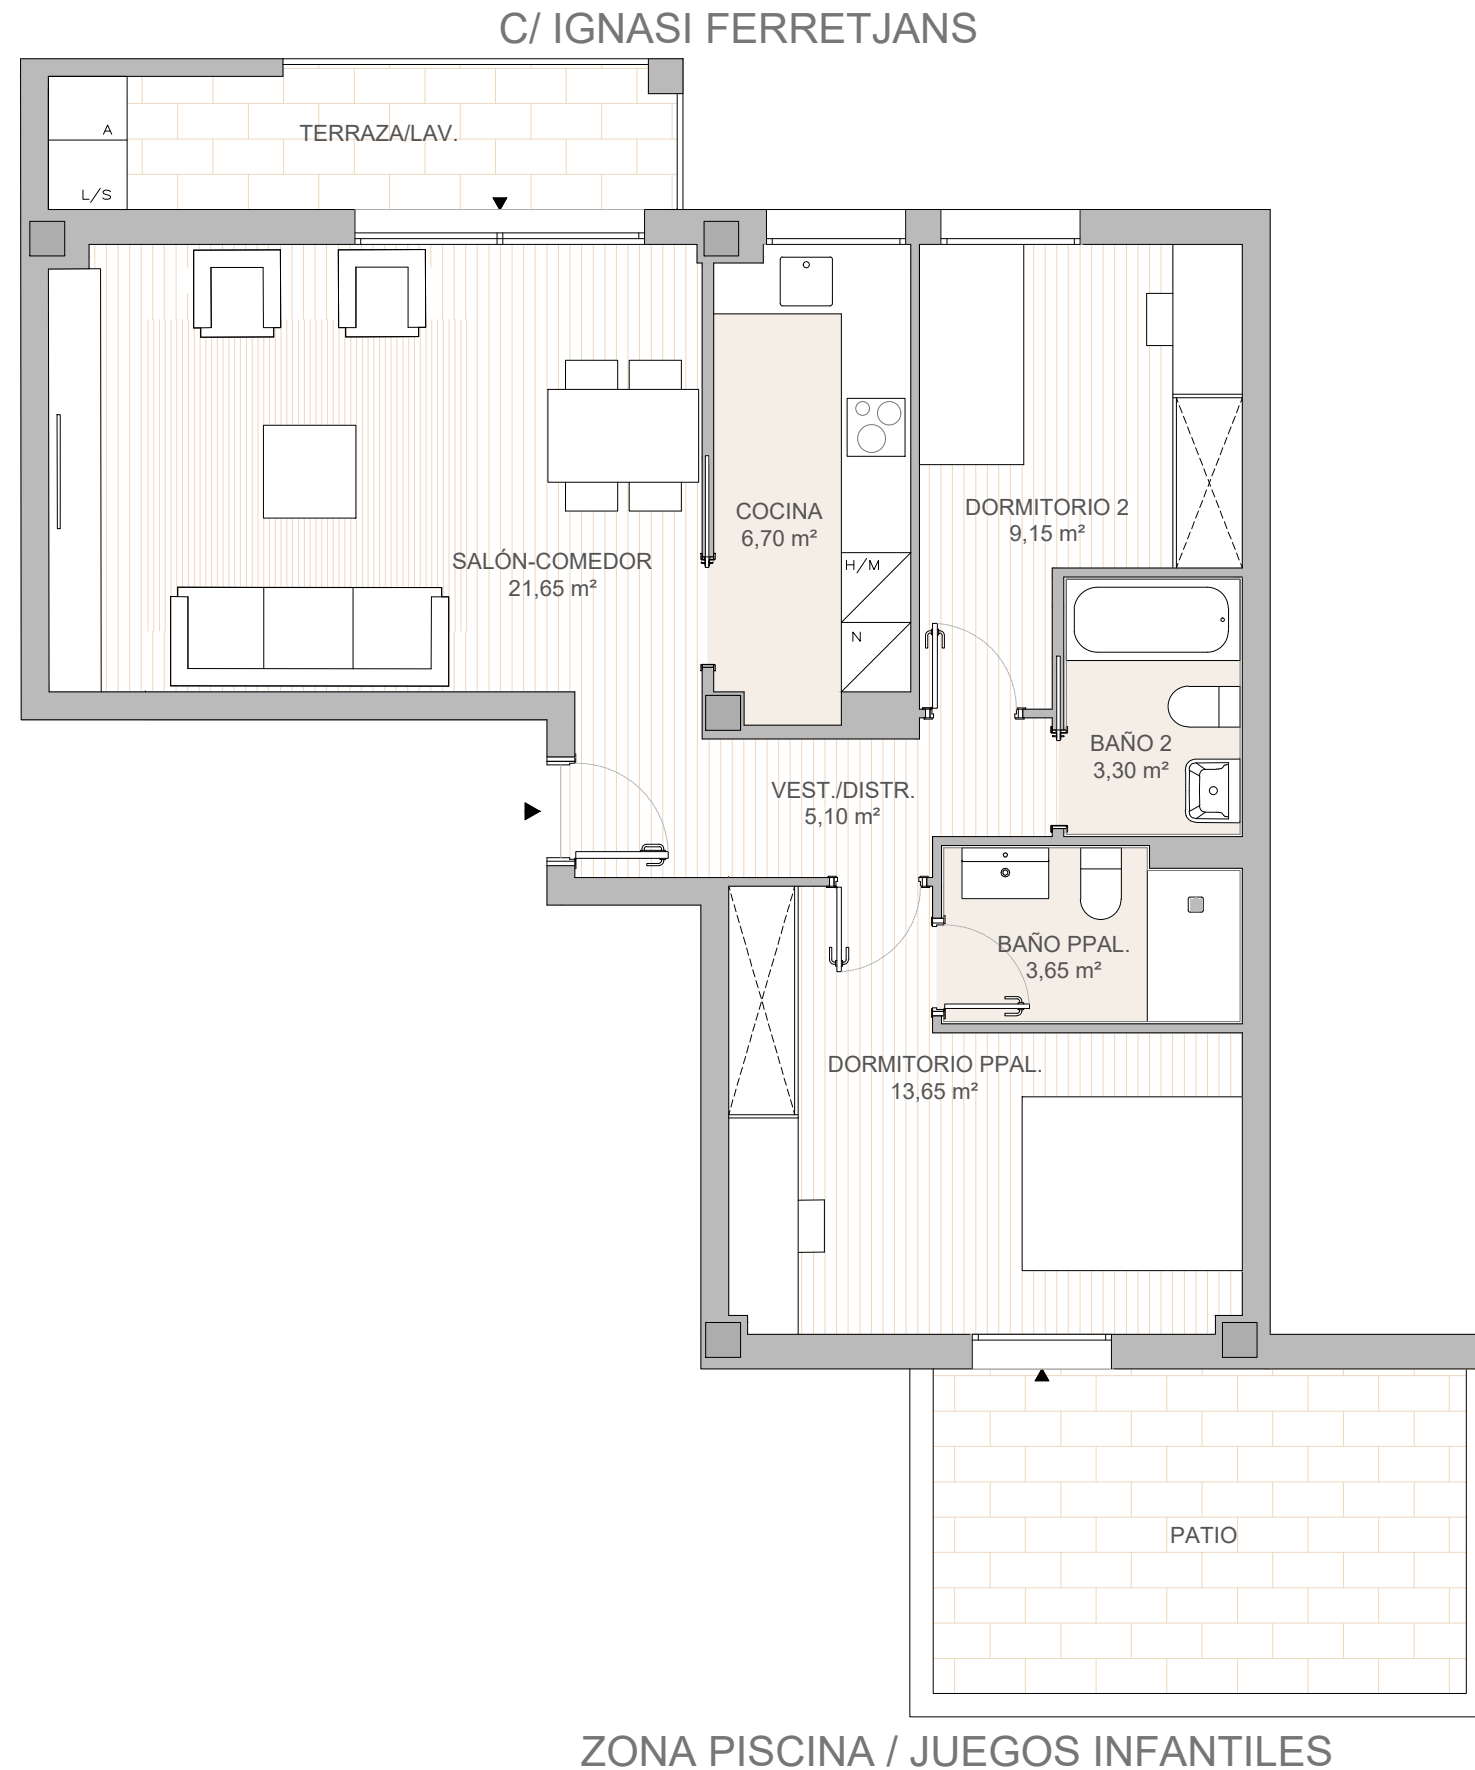 C/ IGNASI FERRETJANS
TERRAZA/LAV.
A
L/S
SALÓN-COMEDOR
21,65 m²
COCINA
6,70 m²
H/M
N
DORMITORIO 2
9,15 m²
BAÑO 2
3,30 m²
VEST./DISTR.
5,10 m²
BAÑO PPAL.
3,65 m²
DORMITORIO PPAL.
13,65 m²
PATIO
ZONA PISCINA / JUEGOS INFANTILES